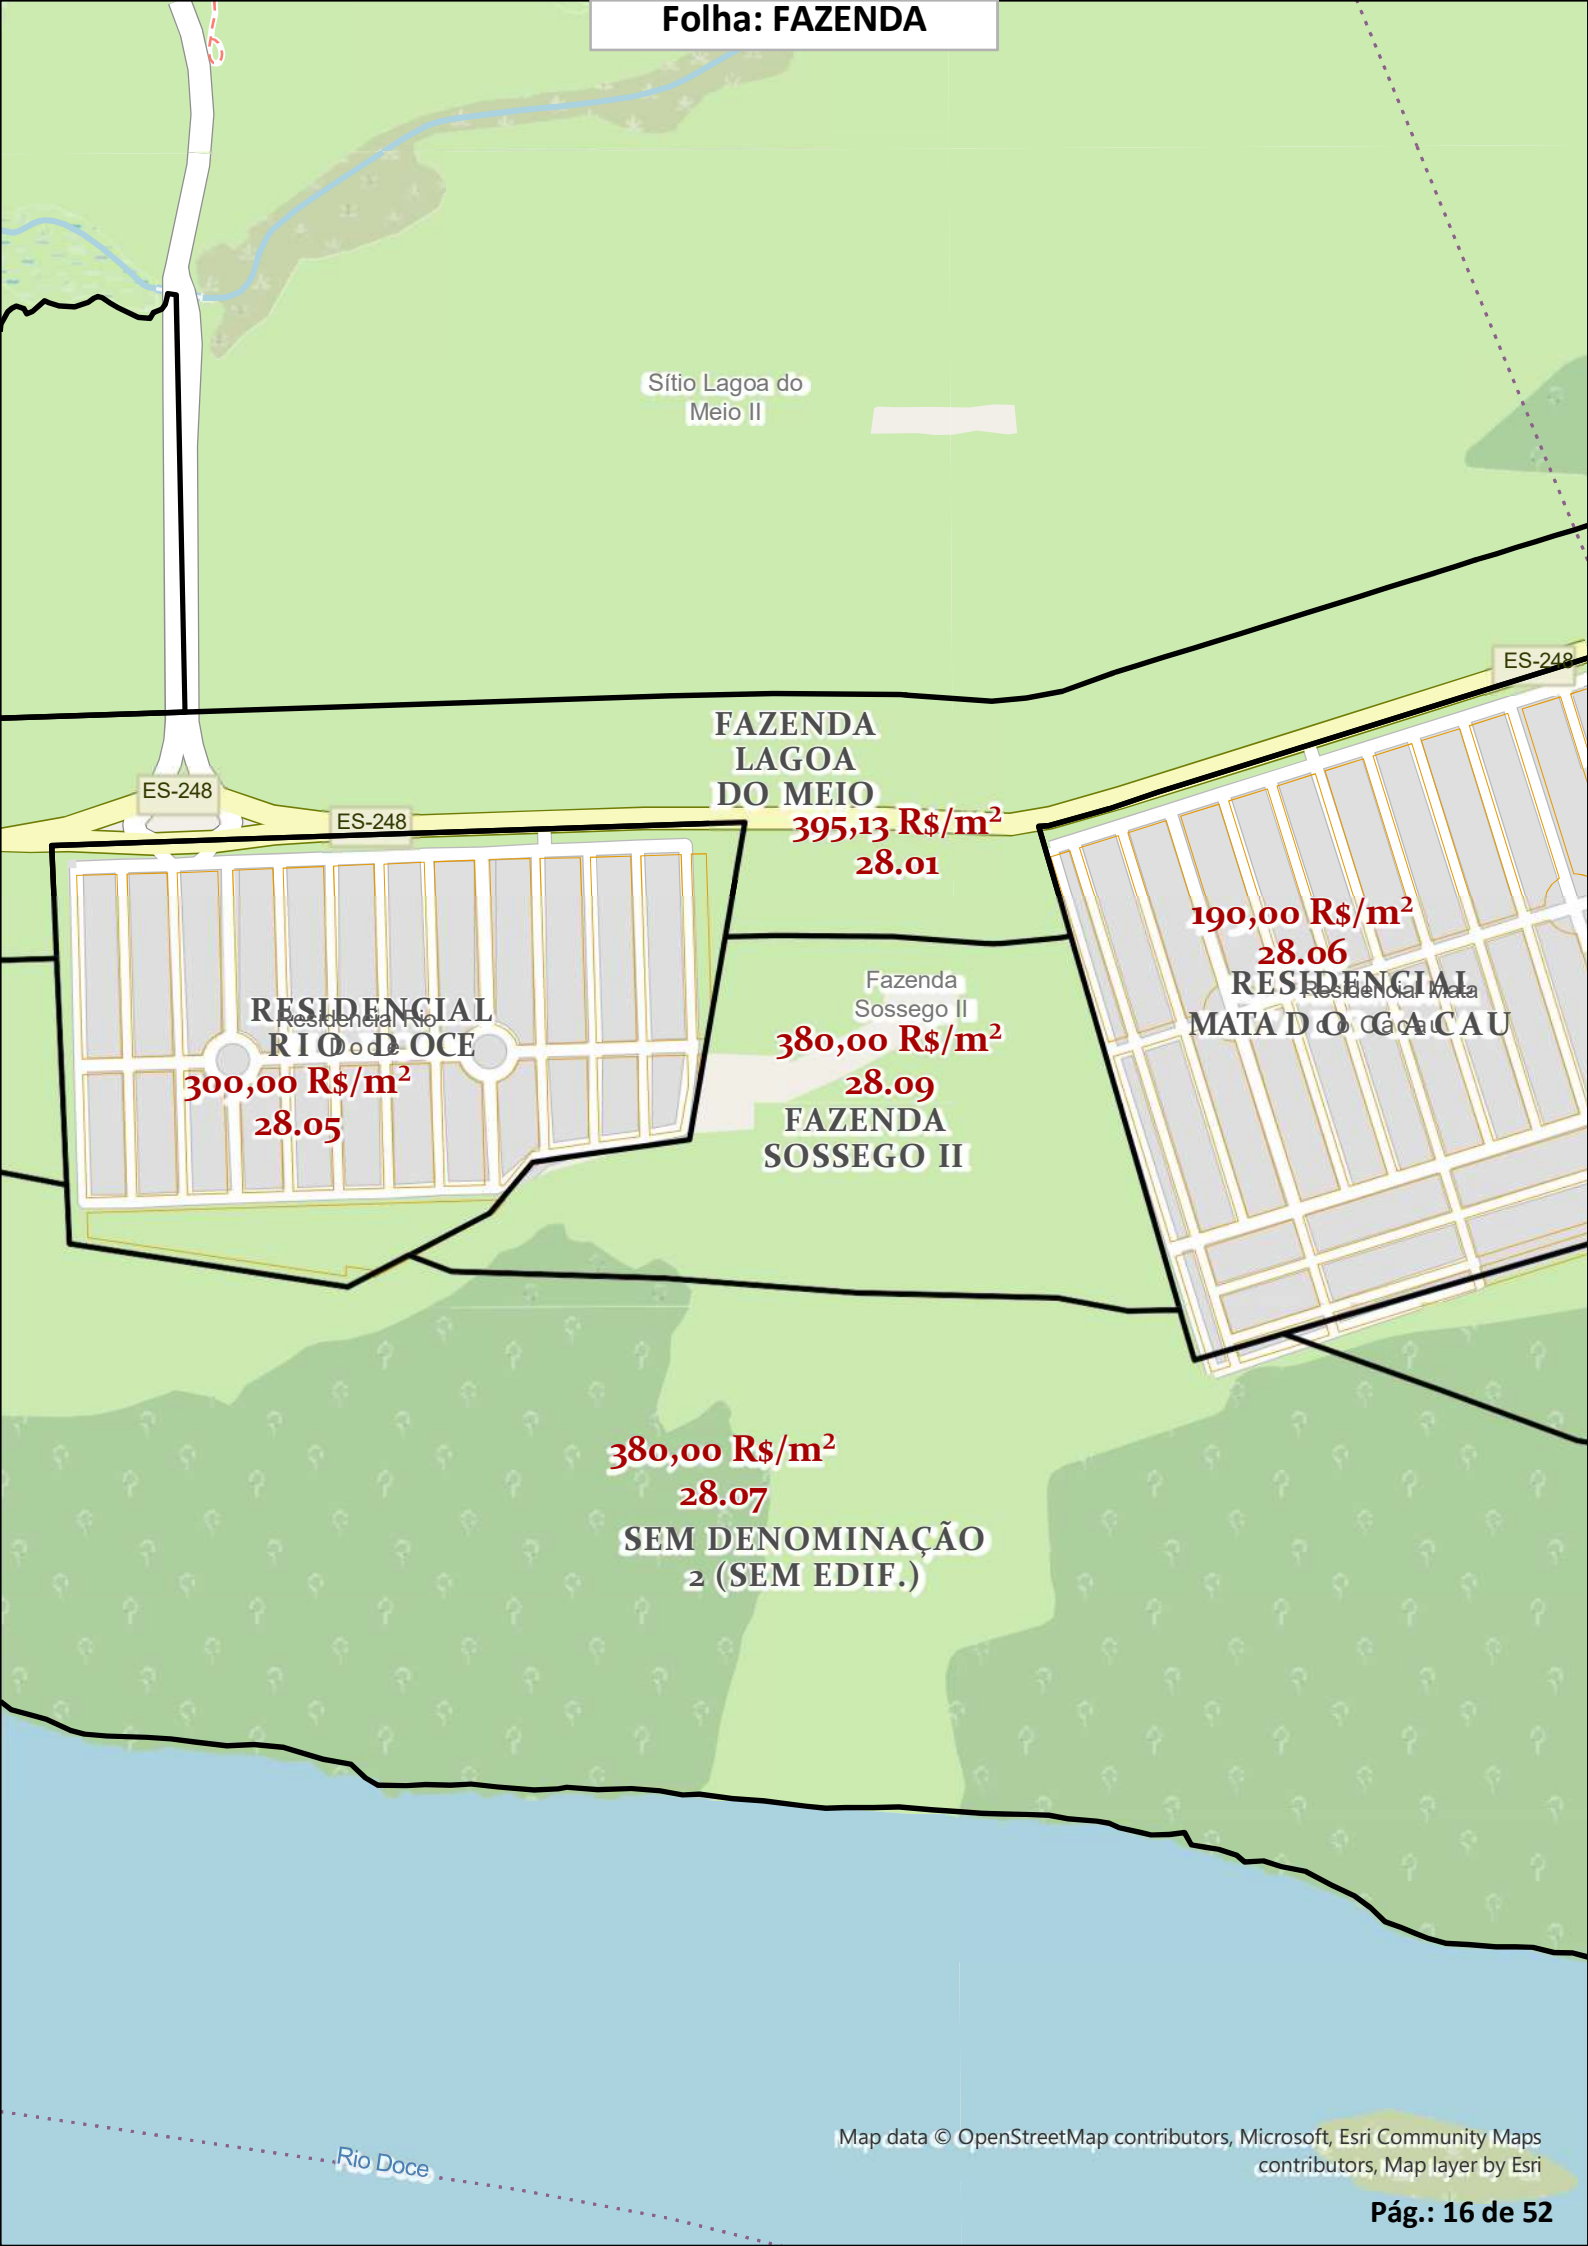 Folha: FAZENDA
Sítio Lagoa do
Meio II
ES-248
FAZENDA
LAGOA
DO MEIO
ES-248
ES-248
395,13 R$/m²
28.01
190,00 R$/m²
28.06
RESIDENCIAL
MATA DO CACAU
Residencial Mata
do Cacau
Fazenda
Sossego II
380,00 R$/m²
28.09
FAZENDA
SOSSEGO II
RESIDENCIAL
RIO DOCE
Residencial Rio
Doce
300,00 R$/m²
28.05
380,00 R$/m²
28.07
SEM DENOMINAÇÃO
2 (SEM EDIF.)
Rio Doce
Map data © OpenStreetMap contributors, Microsoft, Esri Community Maps
contributors, Map layer by Esri
Pág.: 16 de 52